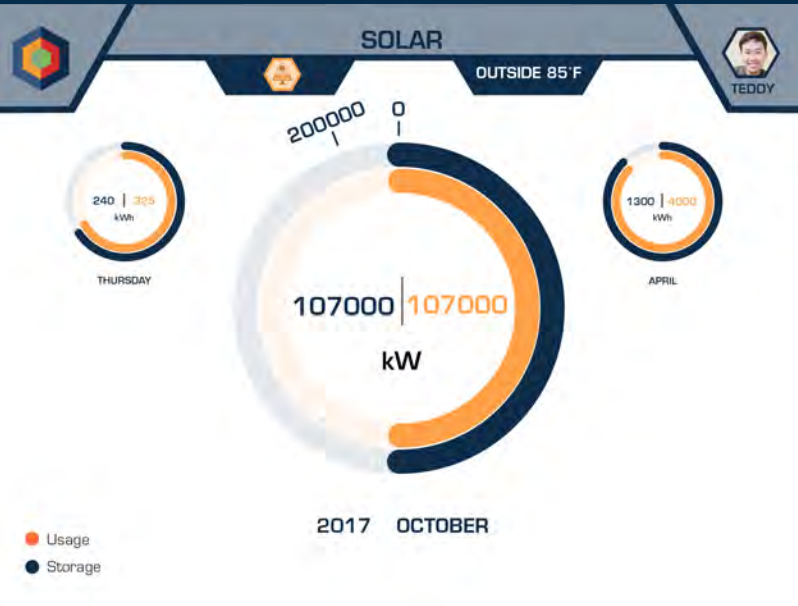 SOLAR
OUTSIDE 85°F
TEDDY
200000
0
240 | 325
kWh
THURSDAY
1300 | 4000
kWh
APRIL
107000 | 107000
kW
2017 OCTOBER
Usage
Storage